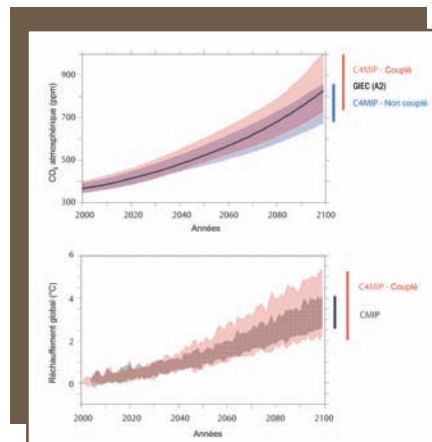 CO₂ atmosphérique (ppm)
900
700
500
300
2000 2020 2040 2060 2080 2100
Années
C4MIP - Couplé
GIEC (A2)
C4MIP - Non couplé
Réchauffement global (°C)
6
4
2
0
2000 2020 2040 2060 2080 2100
Années
C4MIP - Couplé
CMIP